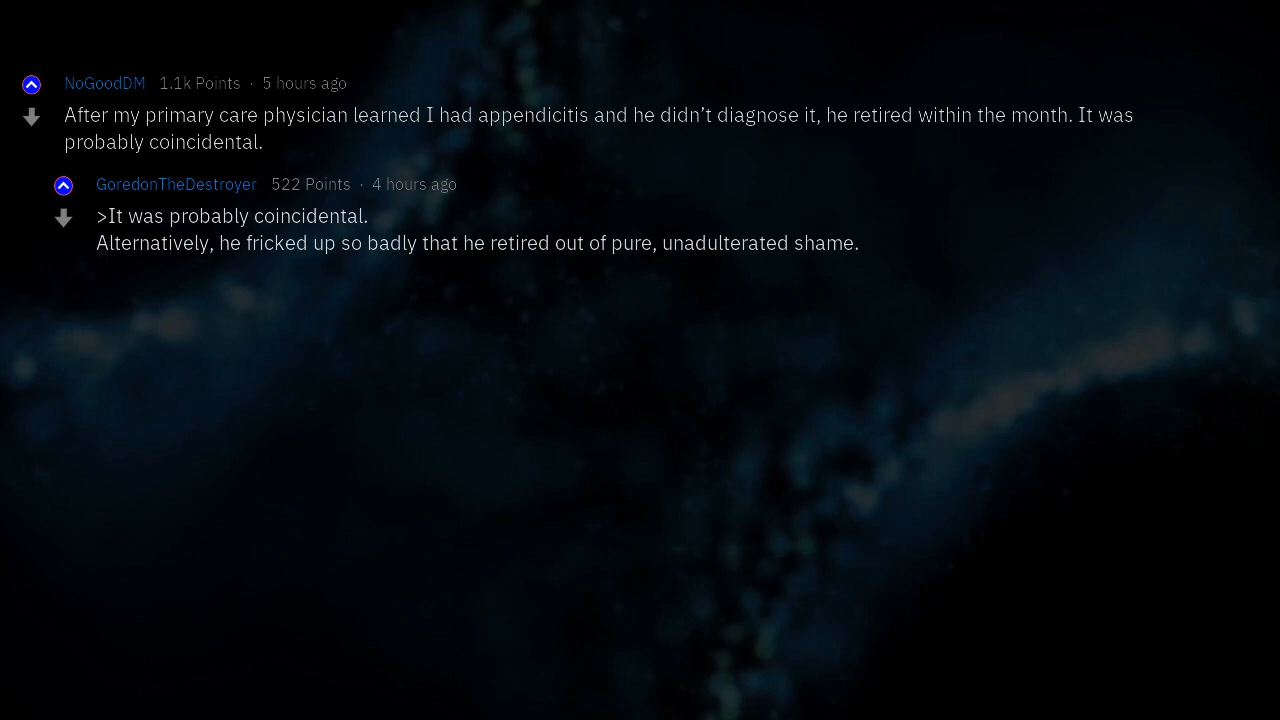 NoGoodDM 1.1k Points · 5 hours ago
After my primary care physician learned I had appendicitis and he didn’t diagnose it, he retired within the month. It was
probably coincidental.
GoredonTheDestroyer 522 Points · 4 hours ago
>It was probably coincidental.
Alternatively, he fricked up so badly that he retired out of pure, unadulterated shame.